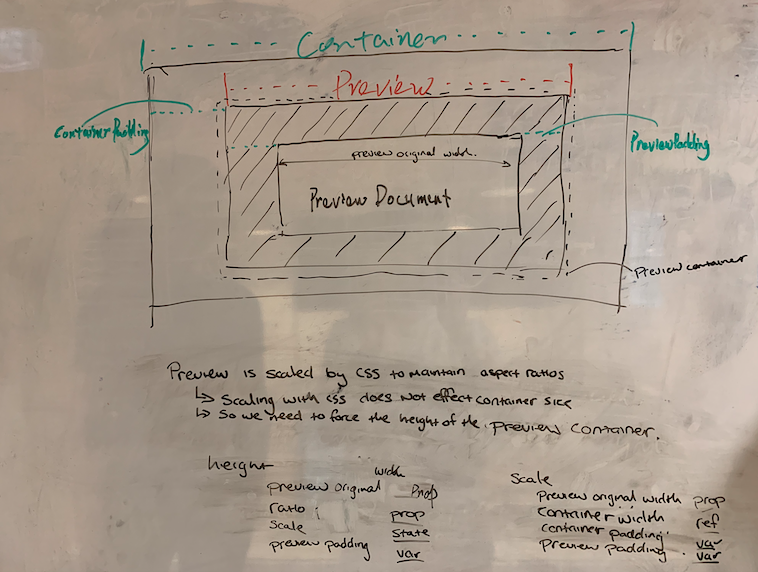 Container
Preview
Container Padding
Preview Padding
preview original width.
Preview Document
Preview container
Preview is scaled by CSS to maintain aspect ratios
↳ Scaling with css does not effect container size
↳ So we need to force the height of the preview container.
height
preview original width prop
ratio prop
scale state
preview padding var
Scale
Preview original width prop
Container width ref
container padding var
Preview padding var